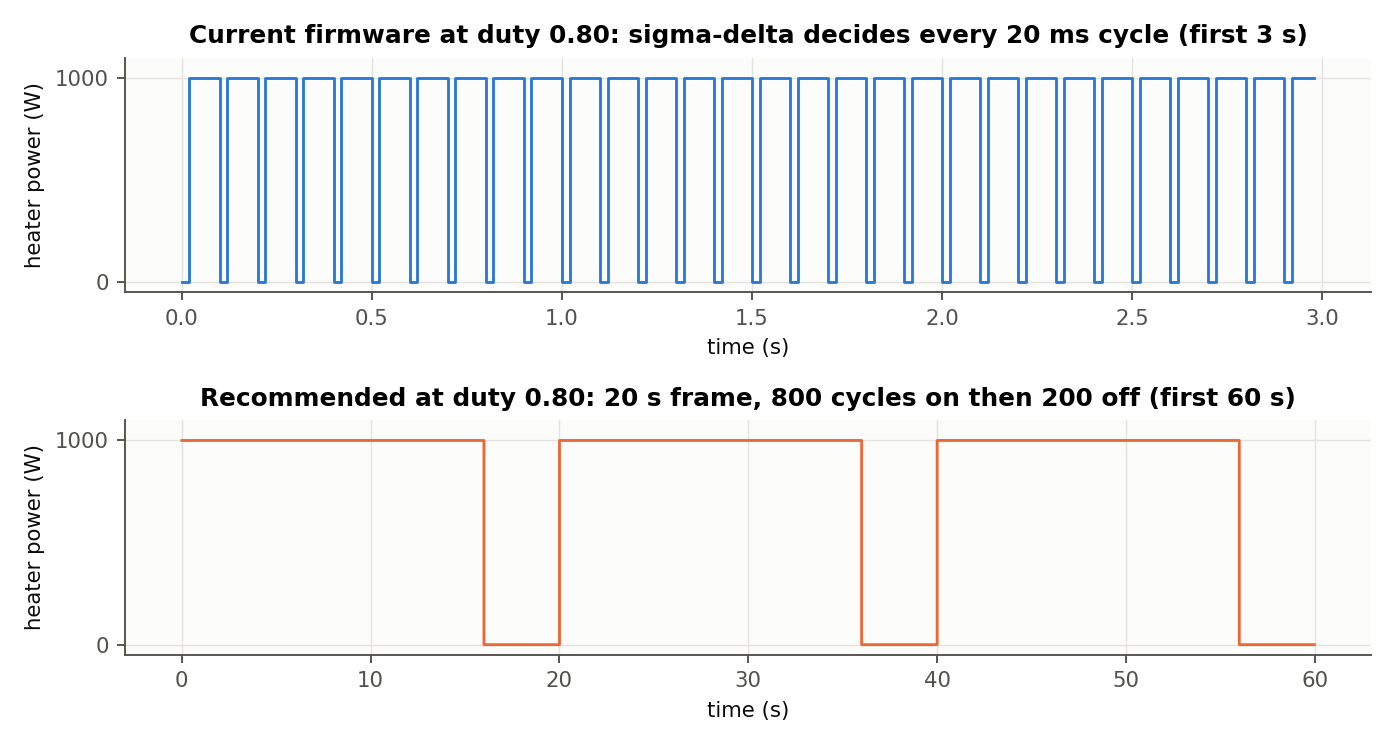 Current firmware at duty 0.80: sigma-delta decides every 20 ms cycle (first 3 s)
heater power (W)
1000
0
0.0 0.5 1.0 1.5 2.0 2.5 3.0
time (s)
Recommended at duty 0.80: 20 s frame, 800 cycles on then 200 off (first 60 s)
heater power (W)
1000
0
0 10 20 30 40 50 60
time (s)